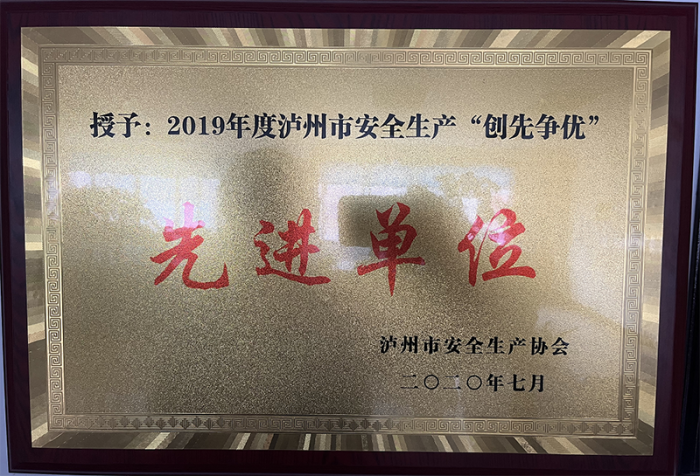 授予：2019年度泸州市安全生产“创先争优”
先进单位
泸州市安全生产协会
二〇二〇年七月